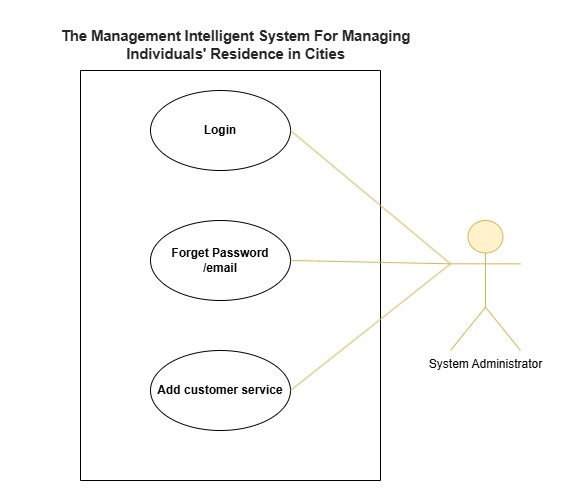 The Management Intelligent System For Managing
Individuals' Residence in Cities
Login
Forget Password
/email
Add customer service
System Administrator